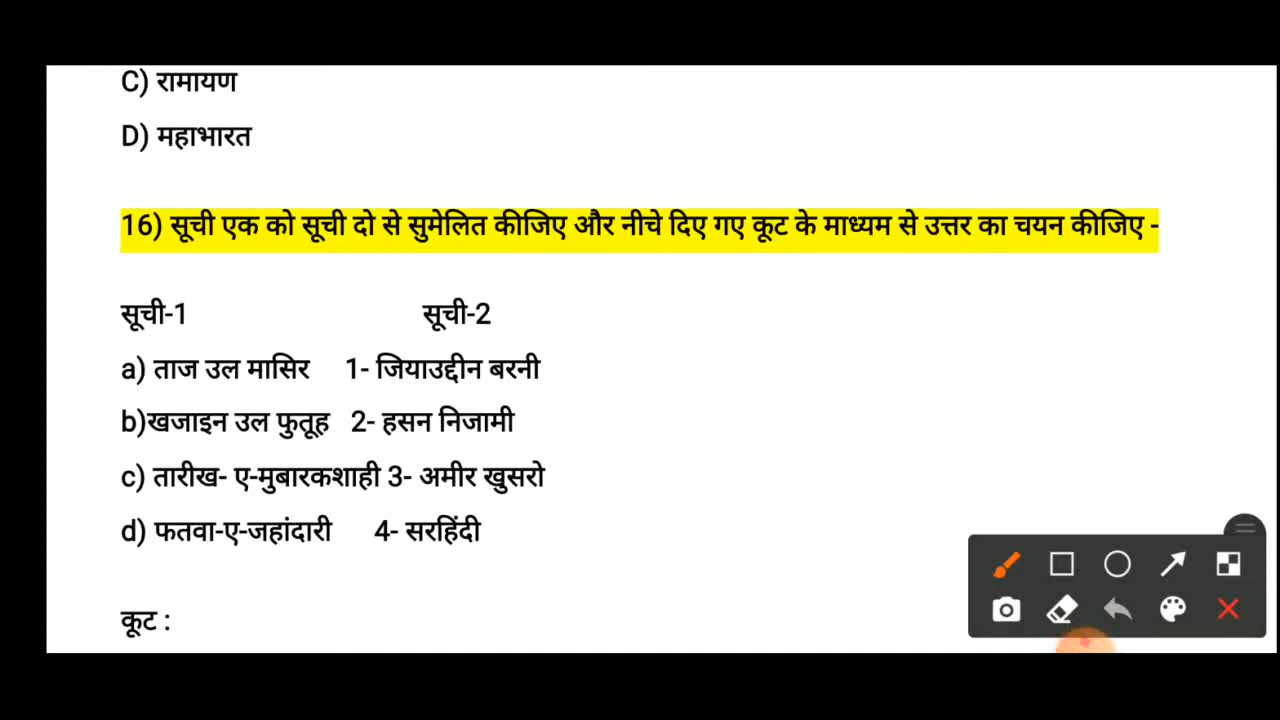 C) रामायण
D) महाभारत
16) सूची एक को सूची दो से सुमेलित कीजिए और नीचे दिए गए कूट के माध्यम से उत्तर का चयन कीजिए -
सूची-1 सूची-2
a) ताज उल मासिर 1- जियाउद्दीन बरनी
b)खजाइन उल फुतूह 2- हसन निजामी
c) तारीख- ए-मुबारकशाही 3- अमीर खुसरो
d) फतवा-ए-जहांदारी 4- सरहिंदी
कूट :